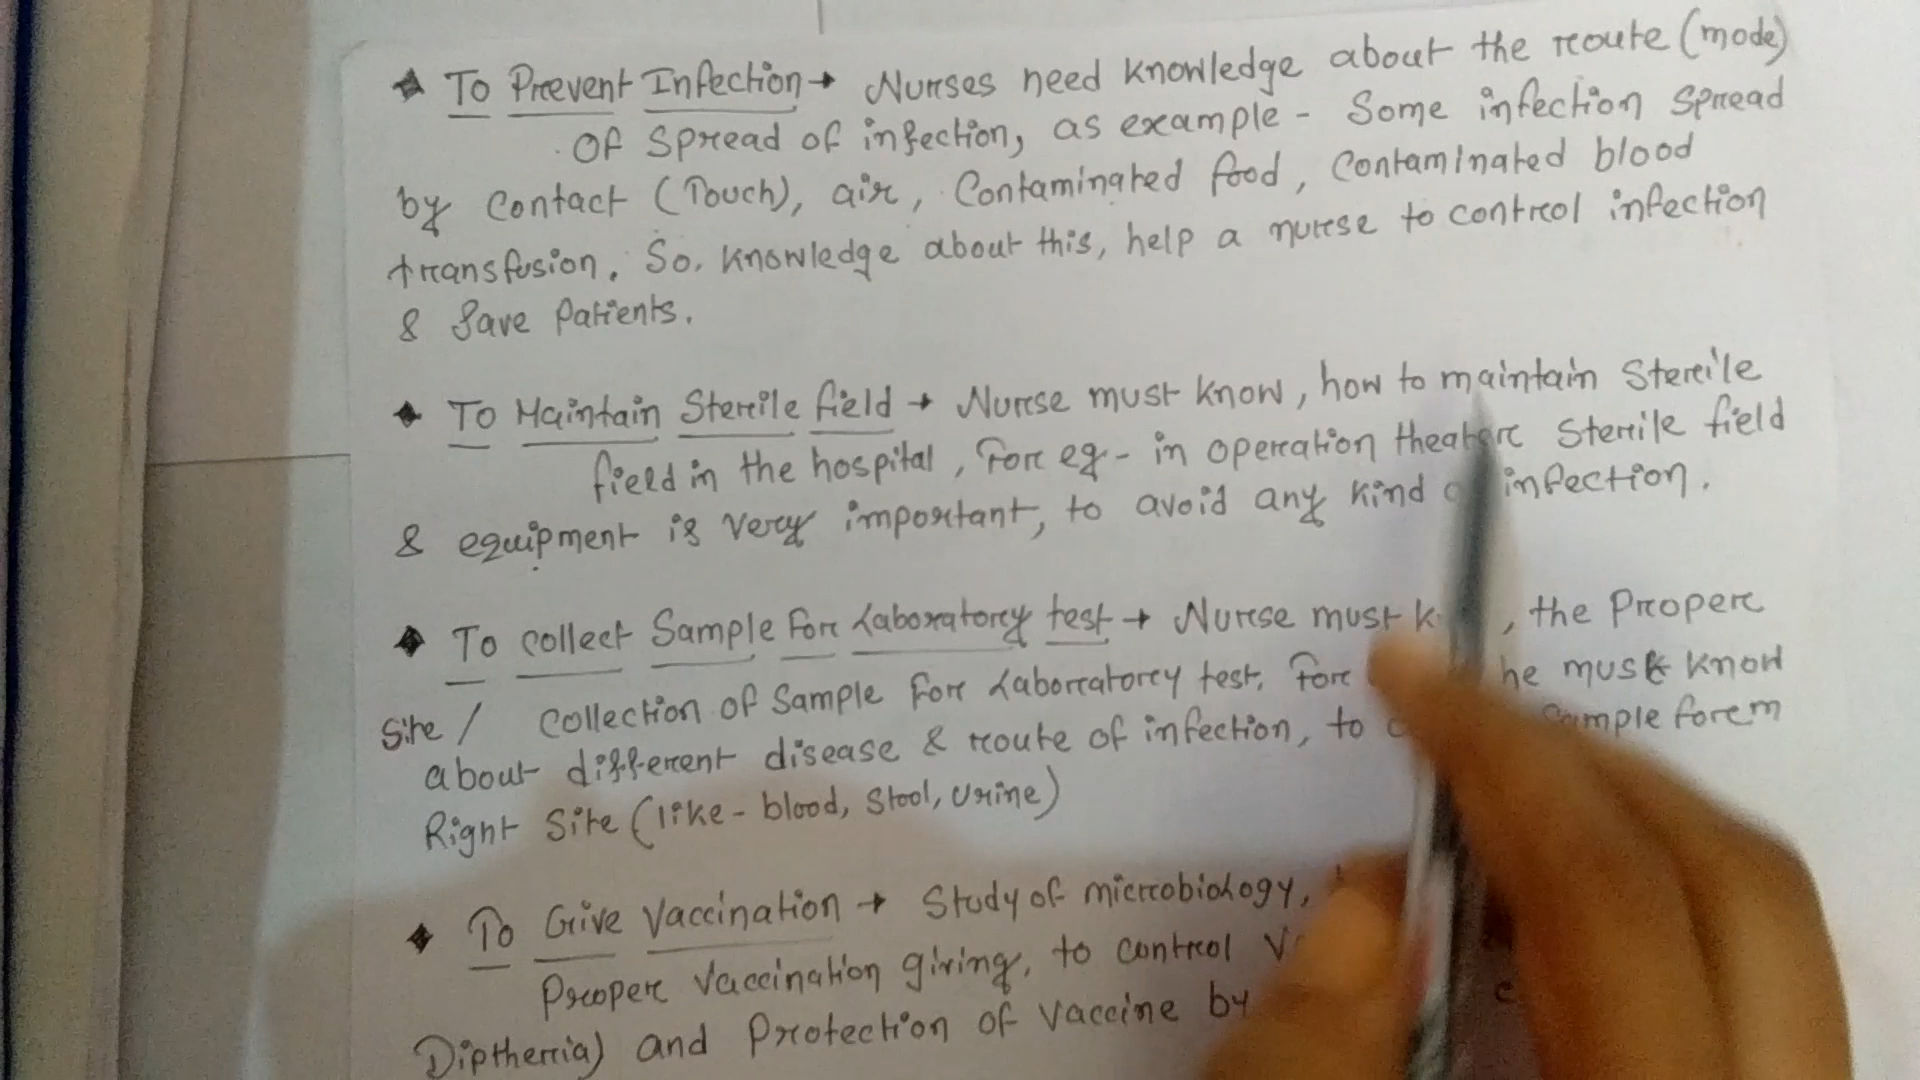 To Prevent Infection → Nurses need knowledge about the route (mode)
Of Spread of infection, as example - Some infection Spread
by Contact (Touch), air, Contaminated food, Contaminated blood
transfusion. So, knowledge about this, help a nurse to control infection
& Save Patients.
To Maintain Sterile field → Nurse must know, how to maintain Sterile
field in the hospital, For eg - in operation theatre Sterile field
& equipment is very important, to avoid any kind infection.
To collect Sample For Laboratory test → Nurse must , the Proper
Site / Collection of Sample For Laboratory test. For he must know
about different disease & route of infection, to Sample form
Right Site (like - blood, Stool, Urine)
To Give Vaccination → Study of microbiology,
Proper Vaccination giving, to control
Diptheria) and Protection of Vaccine by